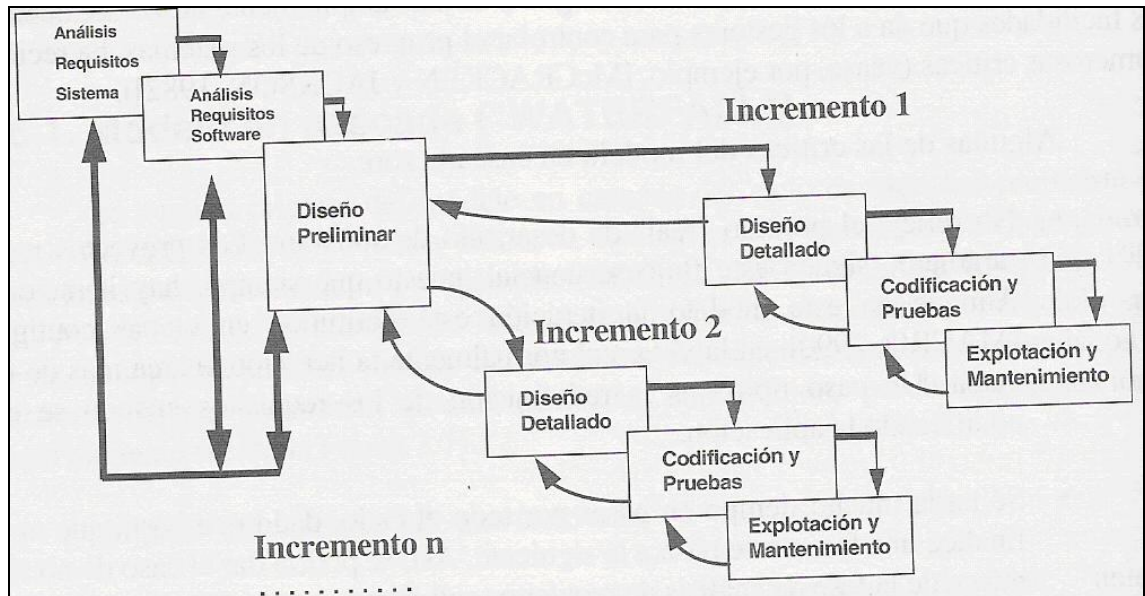 Análisis
Requisitos
Sistema
Análisis
Requisitos
Software
Diseño
Preliminar
Incremento 1
Diseño
Detallado
Codificación y
Pruebas
Explotación y
Mantenimiento
Incremento 2
Diseño
Detallado
Codificación y
Pruebas
Explotación y
Mantenimiento
Incremento n
. . . . . . . . . . .